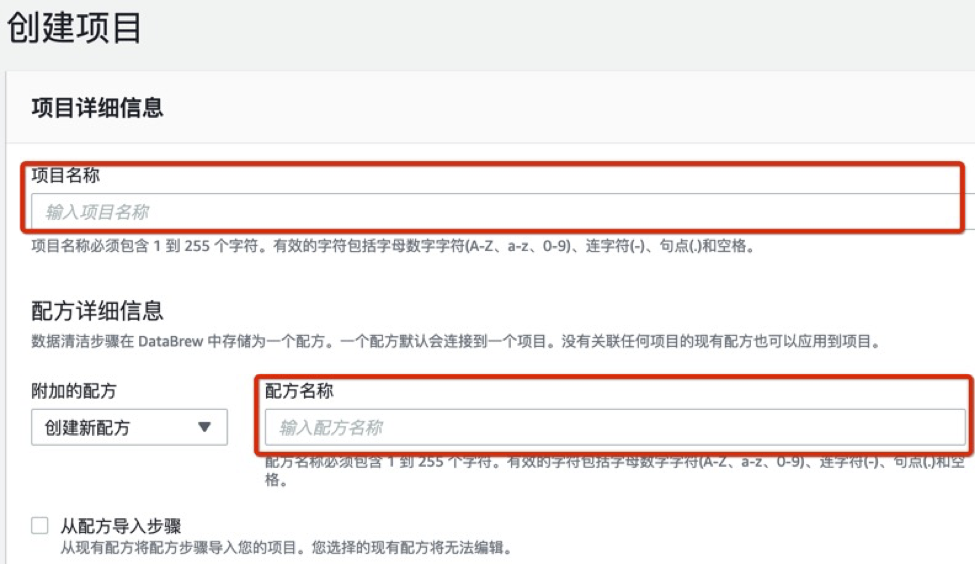 创建项目
项目详细信息
项目名称
输入项目名称
项目名称必须包含 1 到 255 个字符。有效的字符包括字母数字字符(A-Z、a-z、0-9)、连字符(-)、句点(.)和空格。
配方详细信息
数据清洁步骤在 DataBrew 中存储为一个配方。一个配方默认会连接到一个项目。没有关联任何项目的现有配方也可以应用到项目。
附加的配方
创建新配方
配方名称
输入配方名称
配方名称必须包含 1 到 255 个字符。有效的字符包括字母数字字符(A-Z、a-z、0-9)、连字符(-)、句点(.)和空
格。
从配方导入步骤
从现有配方将配方步骤导入您的项目。您选择的现有配方将无法编辑。